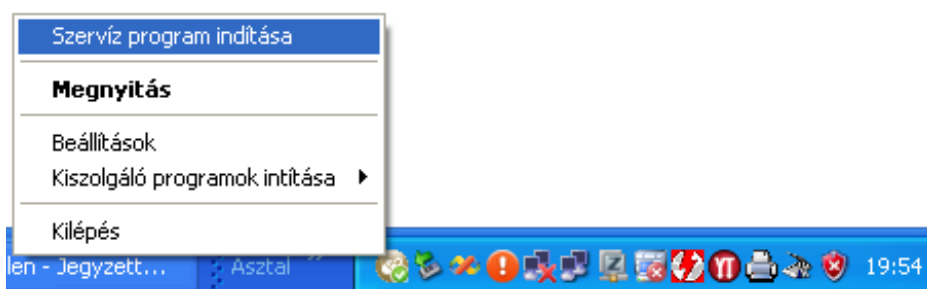 Szervíz program indítása
Megnyitás
Beállítások
Kiszolgáló programok intítása
Kilépés
len - Jegyzett...
Asztal
19:54